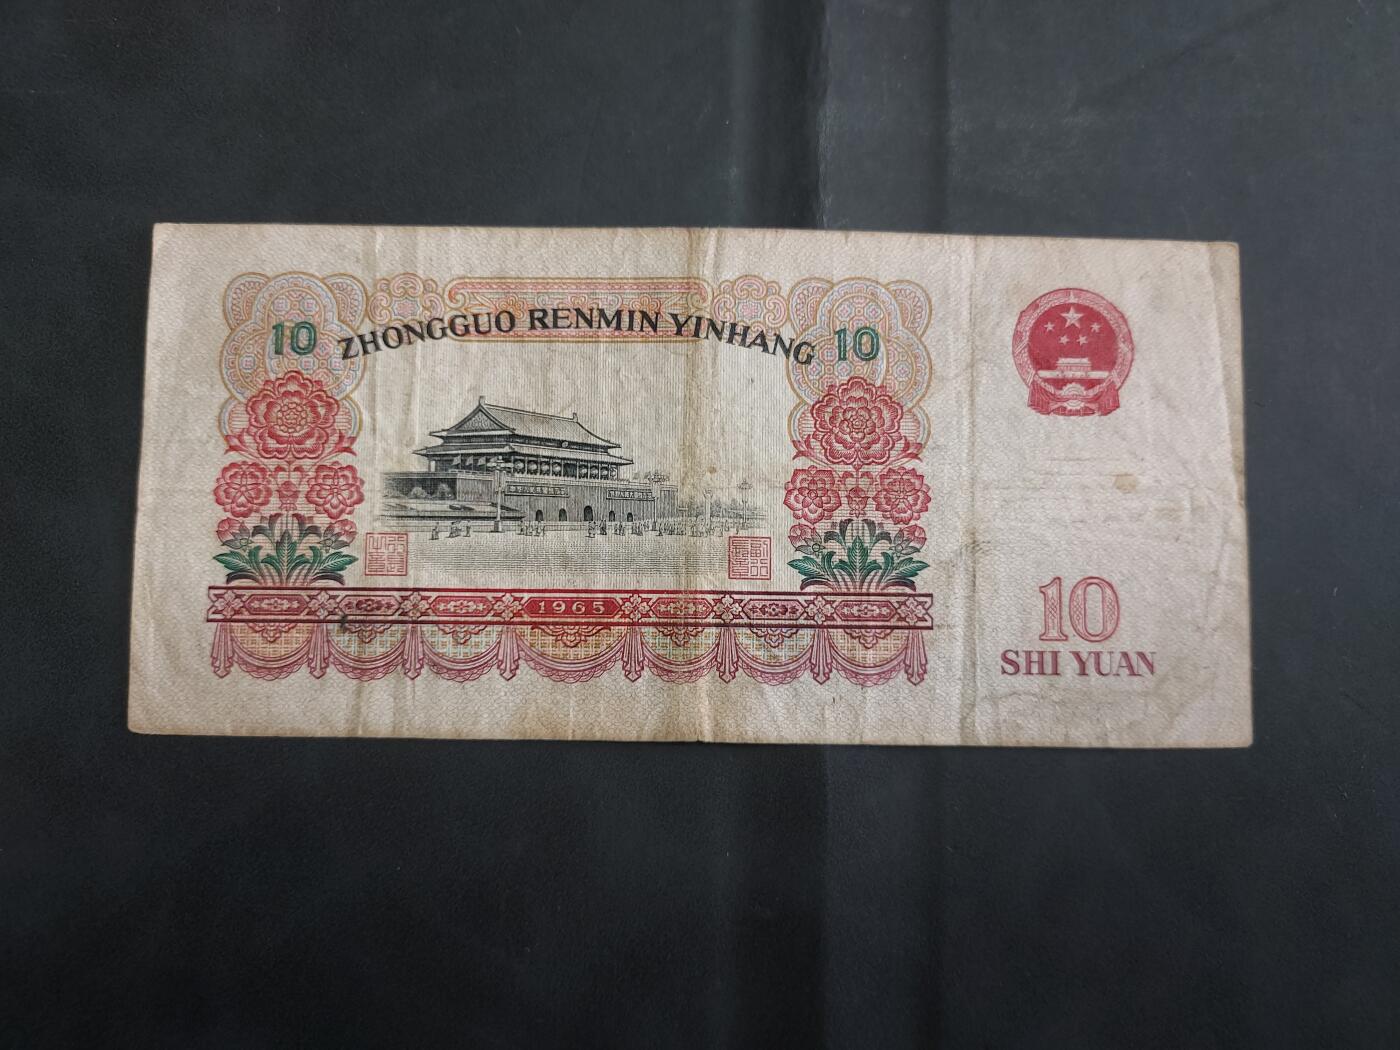 10 ZHONGGUO RENMIN YINHANG 10
1965
10
SHI YUAN